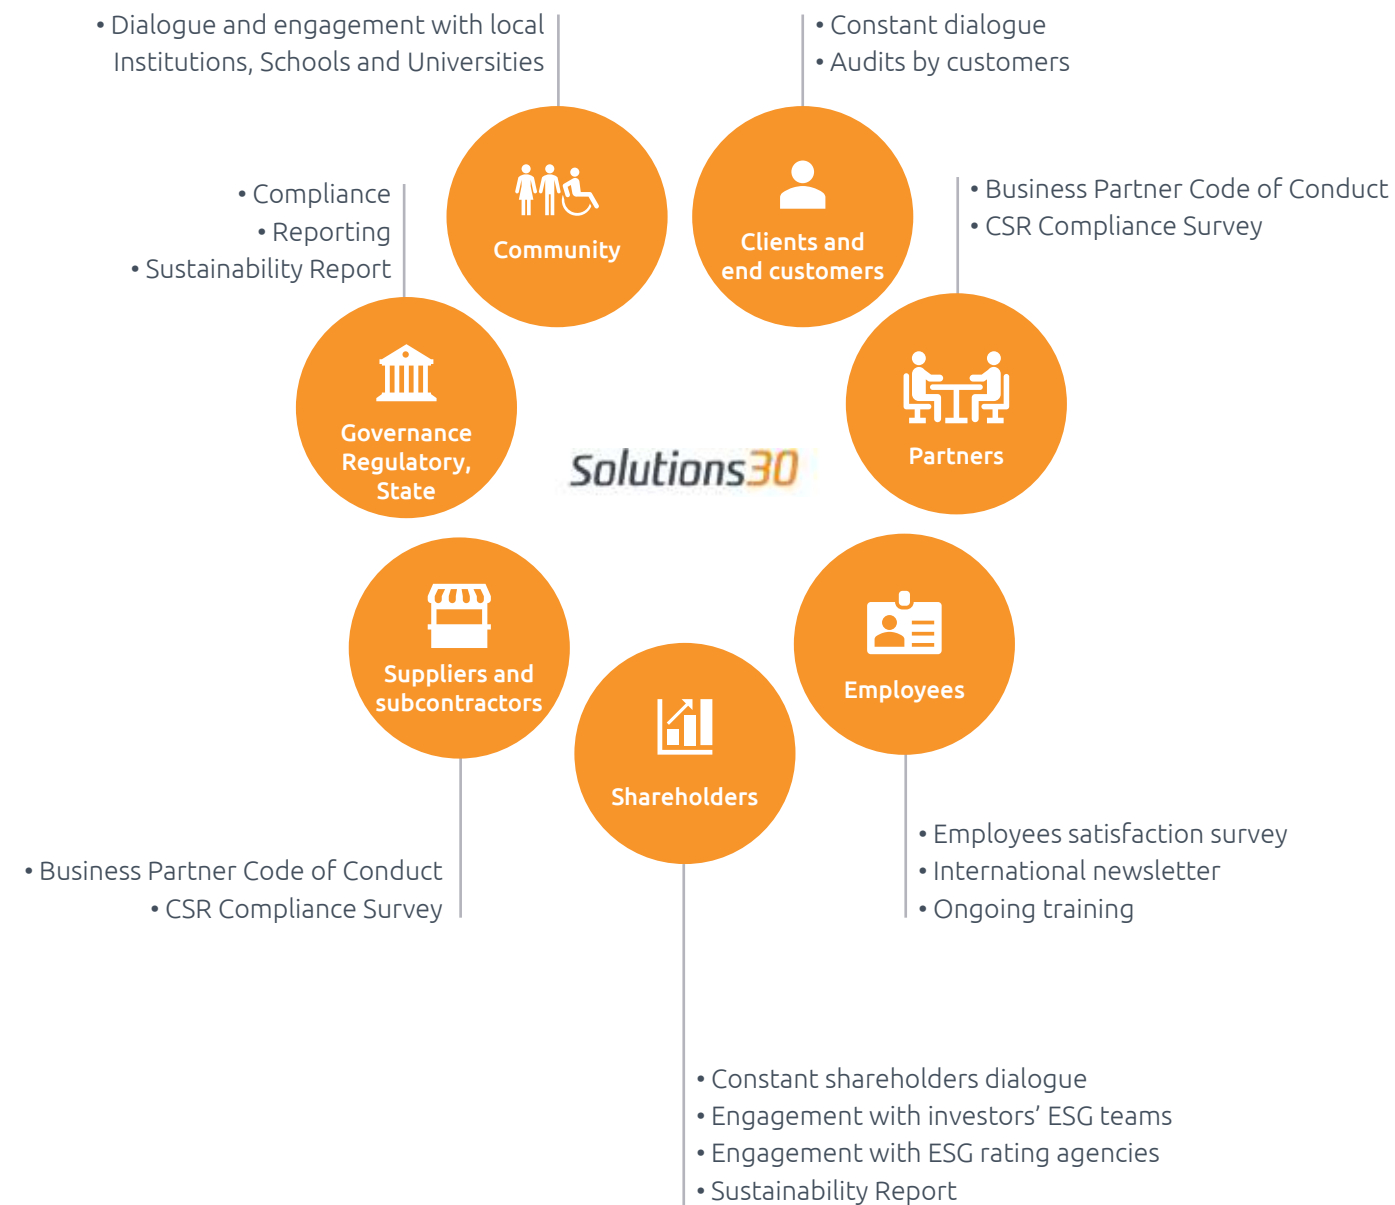 • Dialogue and engagement with local
Institutions, Schools and Universities
• Constant dialogue
• Audits by customers
Community
Clients and
end customers
• Compliance
• Reporting
• Sustainability Report
• Business Partner Code of Conduct
• CSR Compliance Survey
Governance
Regulatory,
State
Solutions30
Partners
Suppliers and
subcontractors
Employees
Shareholders
• Business Partner Code of Conduct
• CSR Compliance Survey
• Employees satisfaction survey
• International newsletter
• Ongoing training
• Constant shareholders dialogue
• Engagement with investors’ ESG teams
• Engagement with ESG rating agencies
• Sustainability Report